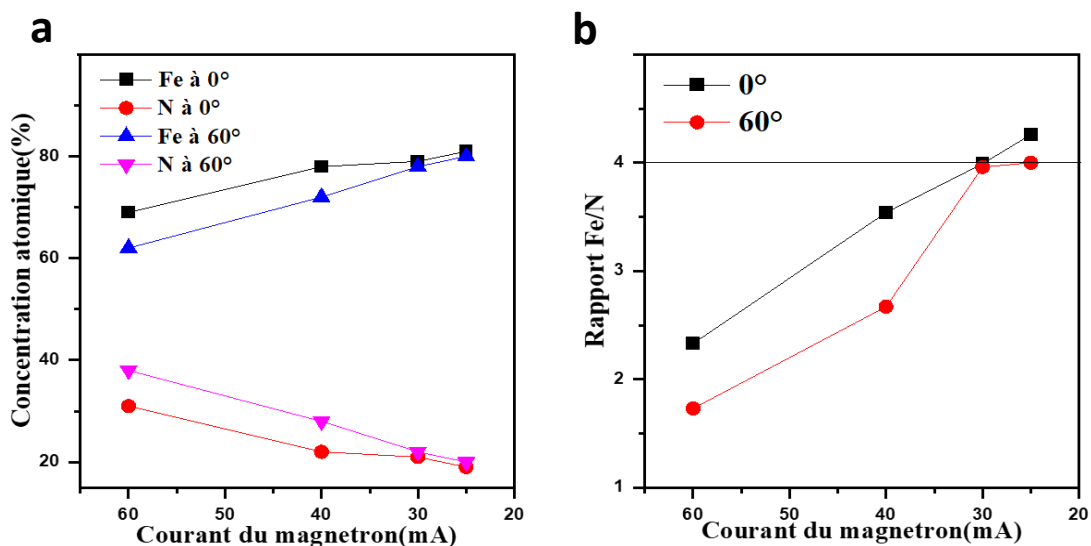 a
Fe à 0°
N à 0°
Fe à 60°
N à 60°
Concentration atomique(%)
80
60
40
20
60
50
40
30
20
Courant du magnetron(mA)
b
0°
60°
Rapport Fe/N
4
3
2
1
60
50
40
30
20
Courant du magnetron(mA)